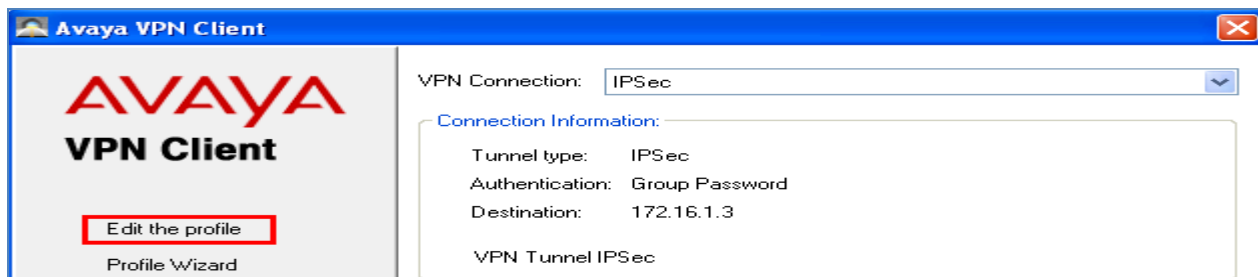 Avaya VPN Client
AVAYA
VPN Client
Edit the profile
Profile Wizard
VPN Connection: IPSec
Connection Information:
Tunnel type: IPSec
Authentication: Group Password
Destination: 172.16.1.3
VPN Tunnel IPSec